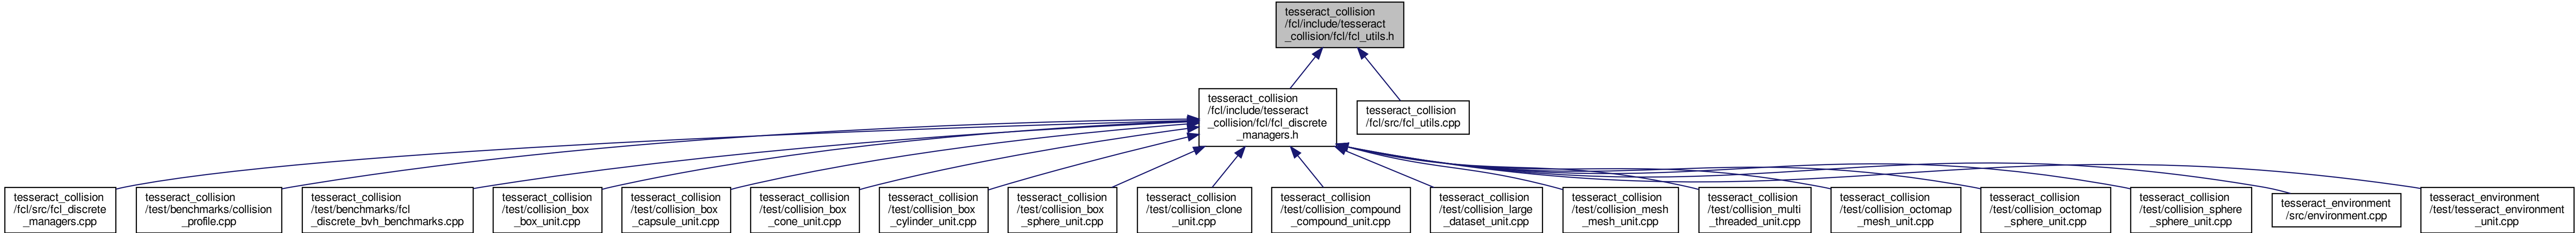 tesseract_collision
/fcl/include/tesseract
_collision/fcl/fcl_utils.h
tesseract_collision
/fcl/include/tesseract
_collision/fcl/fcl_discrete
_managers.h
tesseract_collision
/fcl/src/fcl_utils.cpp
tesseract_collision
/fcl/src/fcl_discrete
_managers.cpp
tesseract_collision
/test/benchmarks/collision
_profile.cpp
tesseract_collision
/test/benchmarks/fcl
_discrete_bvh_benchmarks.cpp
tesseract_collision
/test/collision_box
_box_unit.cpp
tesseract_collision
/test/collision_box
_capsule_unit.cpp
tesseract_collision
/test/collision_box
_cone_unit.cpp
tesseract_collision
/test/collision_box
_cylinder_unit.cpp
tesseract_collision
/test/collision_box
_sphere_unit.cpp
tesseract_collision
/test/collision_clone
_unit.cpp
tesseract_collision
/test/collision_compound
_compound_unit.cpp
tesseract_collision
/test/collision_large
_dataset_unit.cpp
tesseract_collision
/test/collision_mesh
_mesh_unit.cpp
tesseract_collision
/test/collision_multi
_threaded_unit.cpp
tesseract_collision
/test/collision_octomap
_mesh_unit.cpp
tesseract_collision
/test/collision_octomap
_sphere_unit.cpp
tesseract_collision
/test/collision_sphere
_sphere_unit.cpp
tesseract_environment
/src/environment.cpp
tesseract_environment
/test/tesseract_environment
_unit.cpp